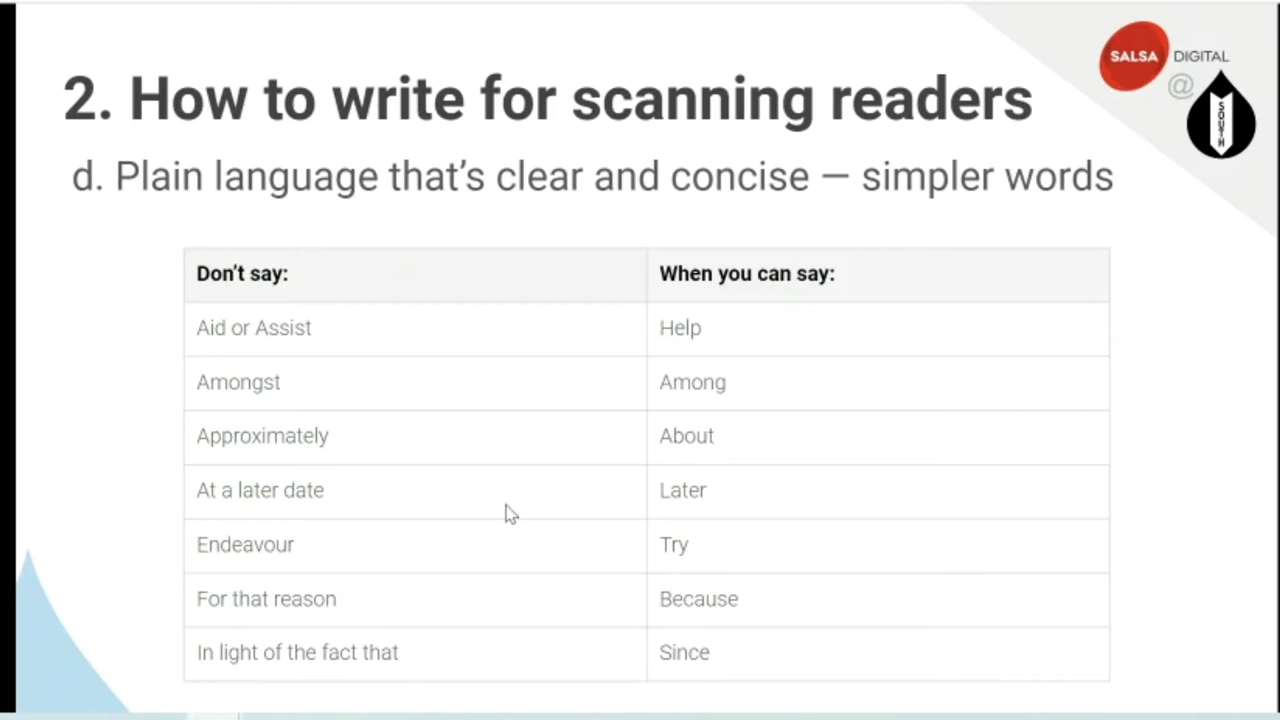 SALSA DIGITAL
@
SOUTH
2. How to write for scanning readers
d. Plain language that’s clear and concise — simpler words
Don’t say: When you can say:
Aid or Assist Help
Amongst Among
Approximately About
At a later date Later
Endeavour Try
For that reason Because
In light of the fact that Since